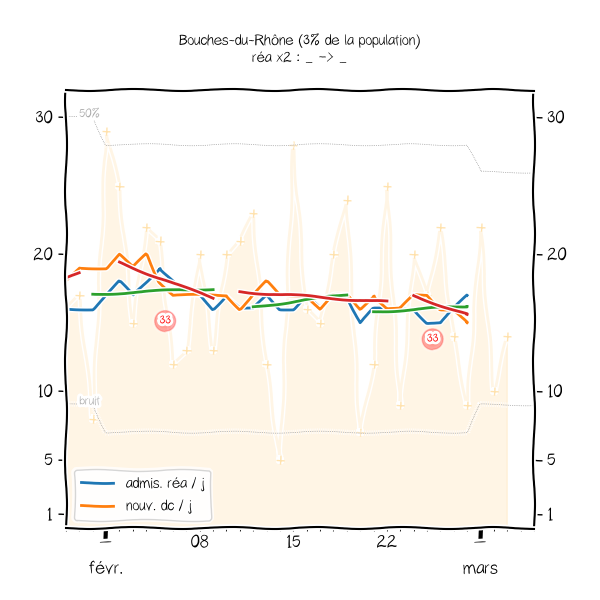 Bouches-du-Rhône (3% de la population)
réa x2 : _ -> _
30
50%
30
20
20
33
33
10
bruit
10
5
5
admis. réa / j
nouv. dc / j
1
1
08
15
22
févr.
mars